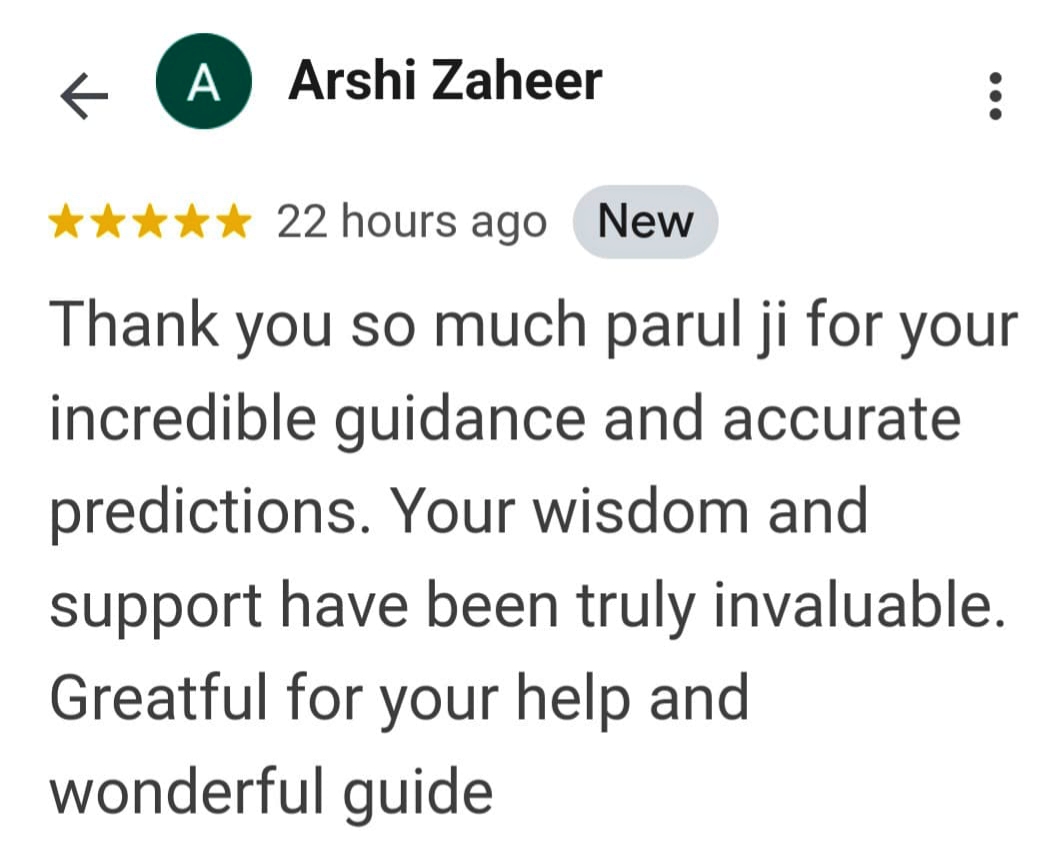 A Arshi Zaheer
22 hours ago New
Thank you so much parul ji for your
incredible guidance and accurate
predictions. Your wisdom and
support have been truly invaluable.
Greatful for your help and
wonderful guide